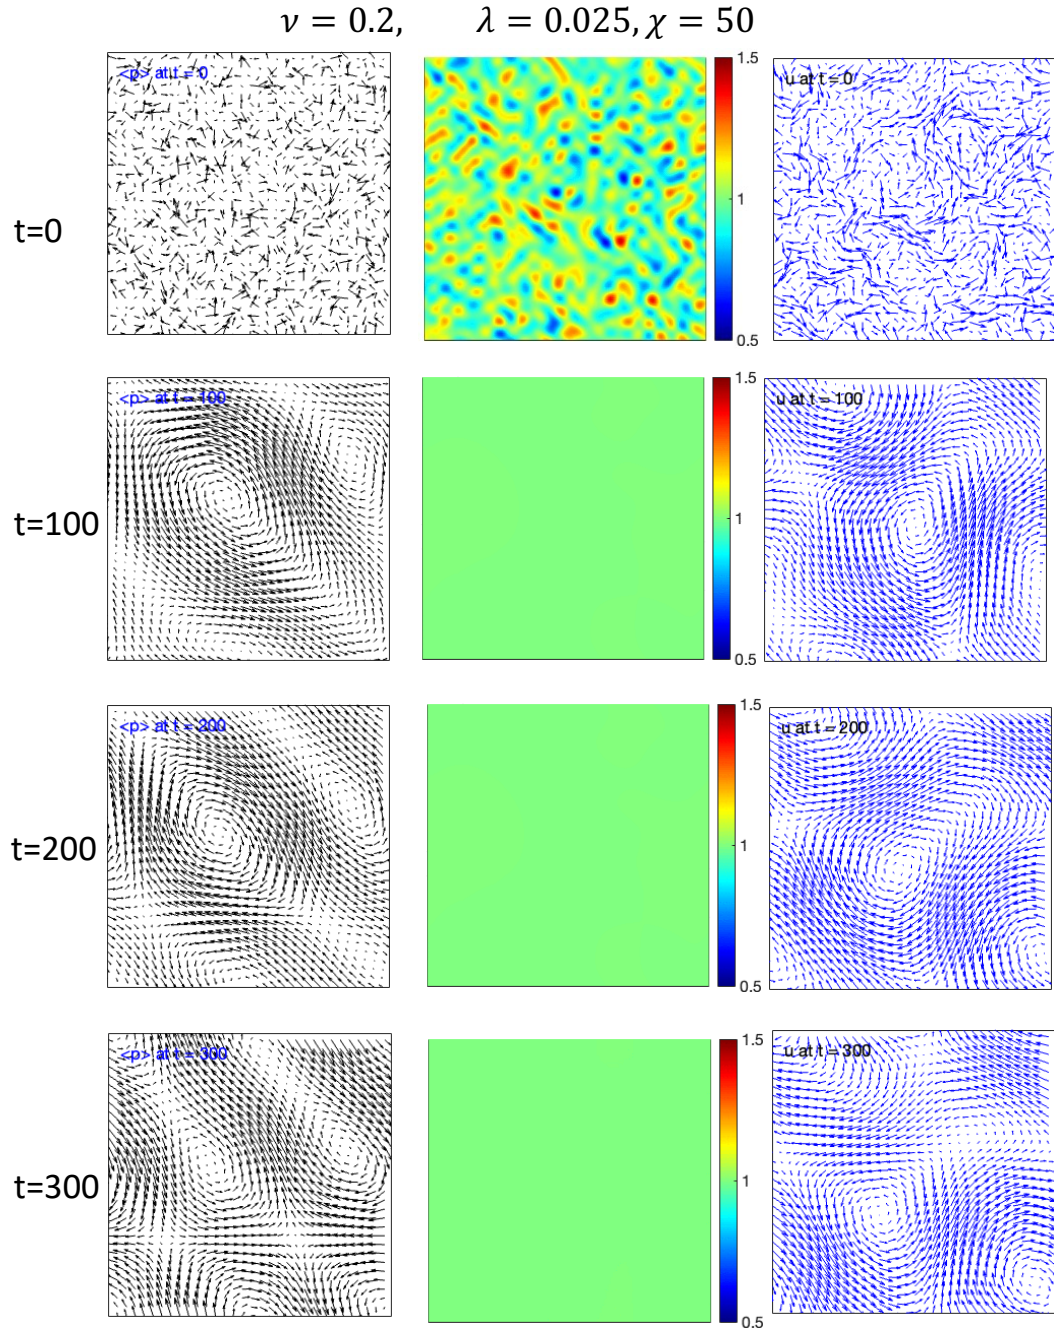 ν = 0.2, λ = 0.025, χ = 50
<p> at t = 0
1.5
u at t = 0
t=0
1
0.5
<p> at t = 100
1.5
u at t = 100
t=100
1
0.5
<p> at t = 200
1.5
u at t = 200
t=200
1
0.5
<p> at t = 300
1.5
u at t = 300
t=300
1
0.5